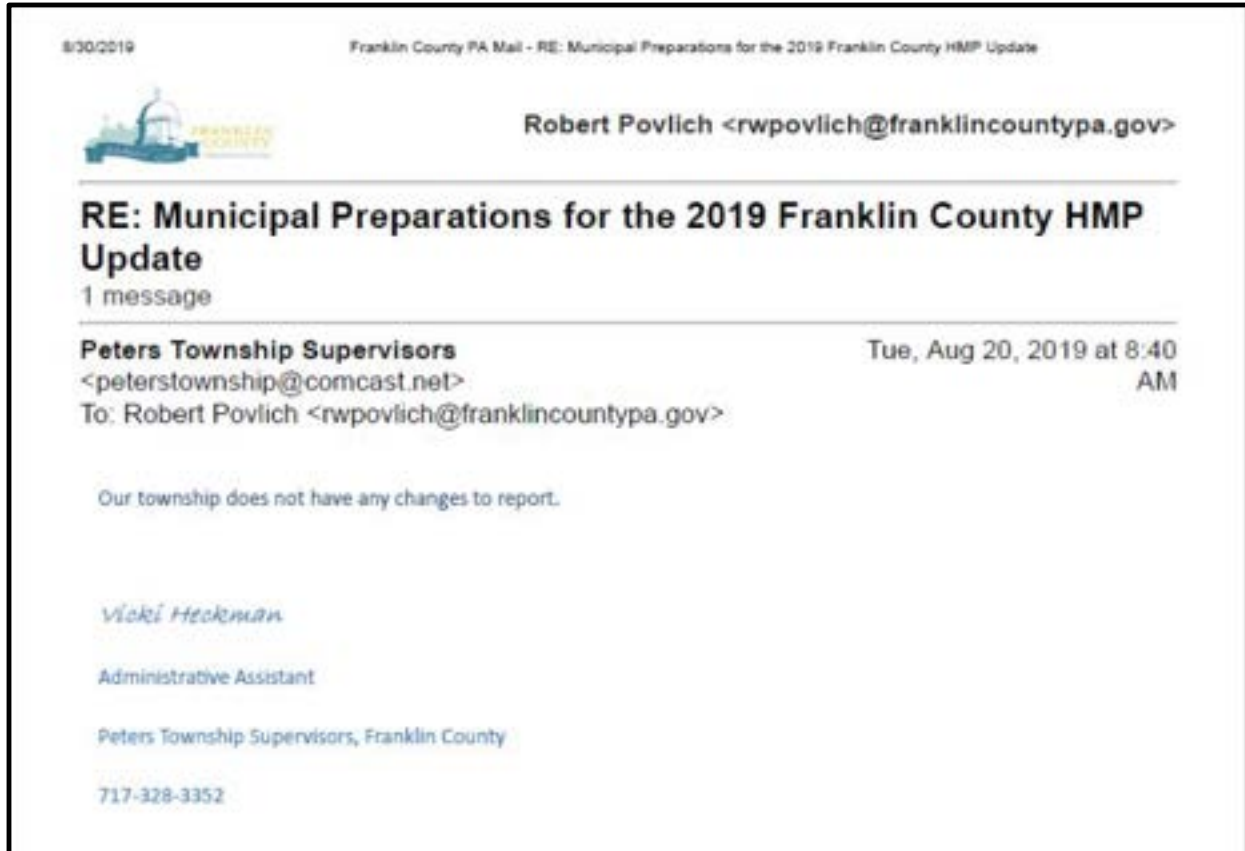 8/30/2019 Franklin County PA Mail - RE: Municipal Preparations for the 2019 Franklin County HMP Update
FRANKLIN
COUNTY
Robert Povlich <rwpovlich@franklincountypa.gov>
RE: Municipal Preparations for the 2019 Franklin County HMP
Update
1 message
Peters Township Supervisors Tue, Aug 20, 2019 at 8:40
<peterstownship@comcast.net> AM
To: Robert Povlich <rwpovlich@franklincountypa.gov>
Our township does not have any changes to report.
Vicki Heckman
Administrative Assistant
Peters Township Supervisors, Franklin County
717-328-3352